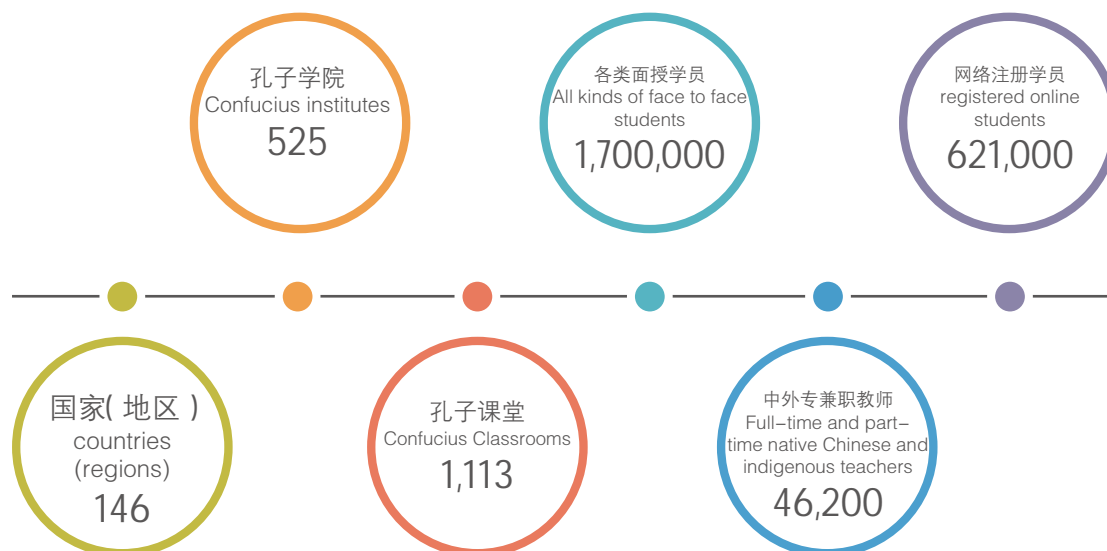 孔子学院
Confucius institutes
525
各类面授学员
All kinds of face to face
students
1,700,000
网络注册学员
registered online
students
621,000
国家( 地区 )
countries
(regions)
146
孔子课堂
Confucius Classrooms
1,113
中外专兼职教师
Full–time and part–
time native Chinese and
indigenous teachers
46,200